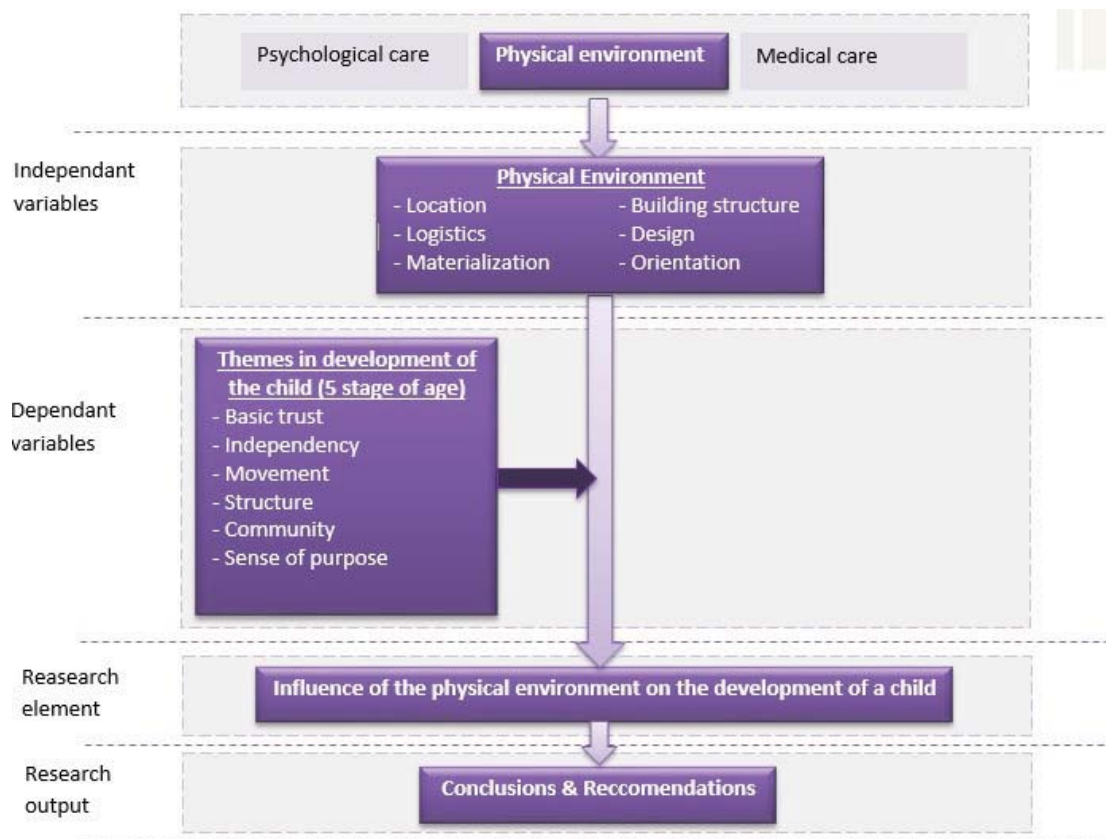 Psychological care
Physical environment
Medical care
Independant
variables
Physical Environment
- Location
- Logistics
- Materialization
- Building structure
- Design
- Orientation
Dependant
variables
Themes in development of
the child (5 stage of age)
- Basic trust
- Independency
- Movement
- Structure
- Community
- Sense of purpose
Reasearch
element
Influence of the physical environment on the development of a child
Research
output
Conclusions & Reccomendations